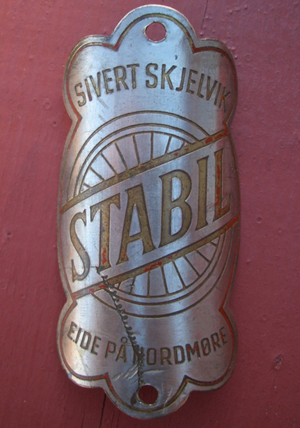 SIVERT SKJELVIK
STABIL
EIDE PÅ NORDMØRE